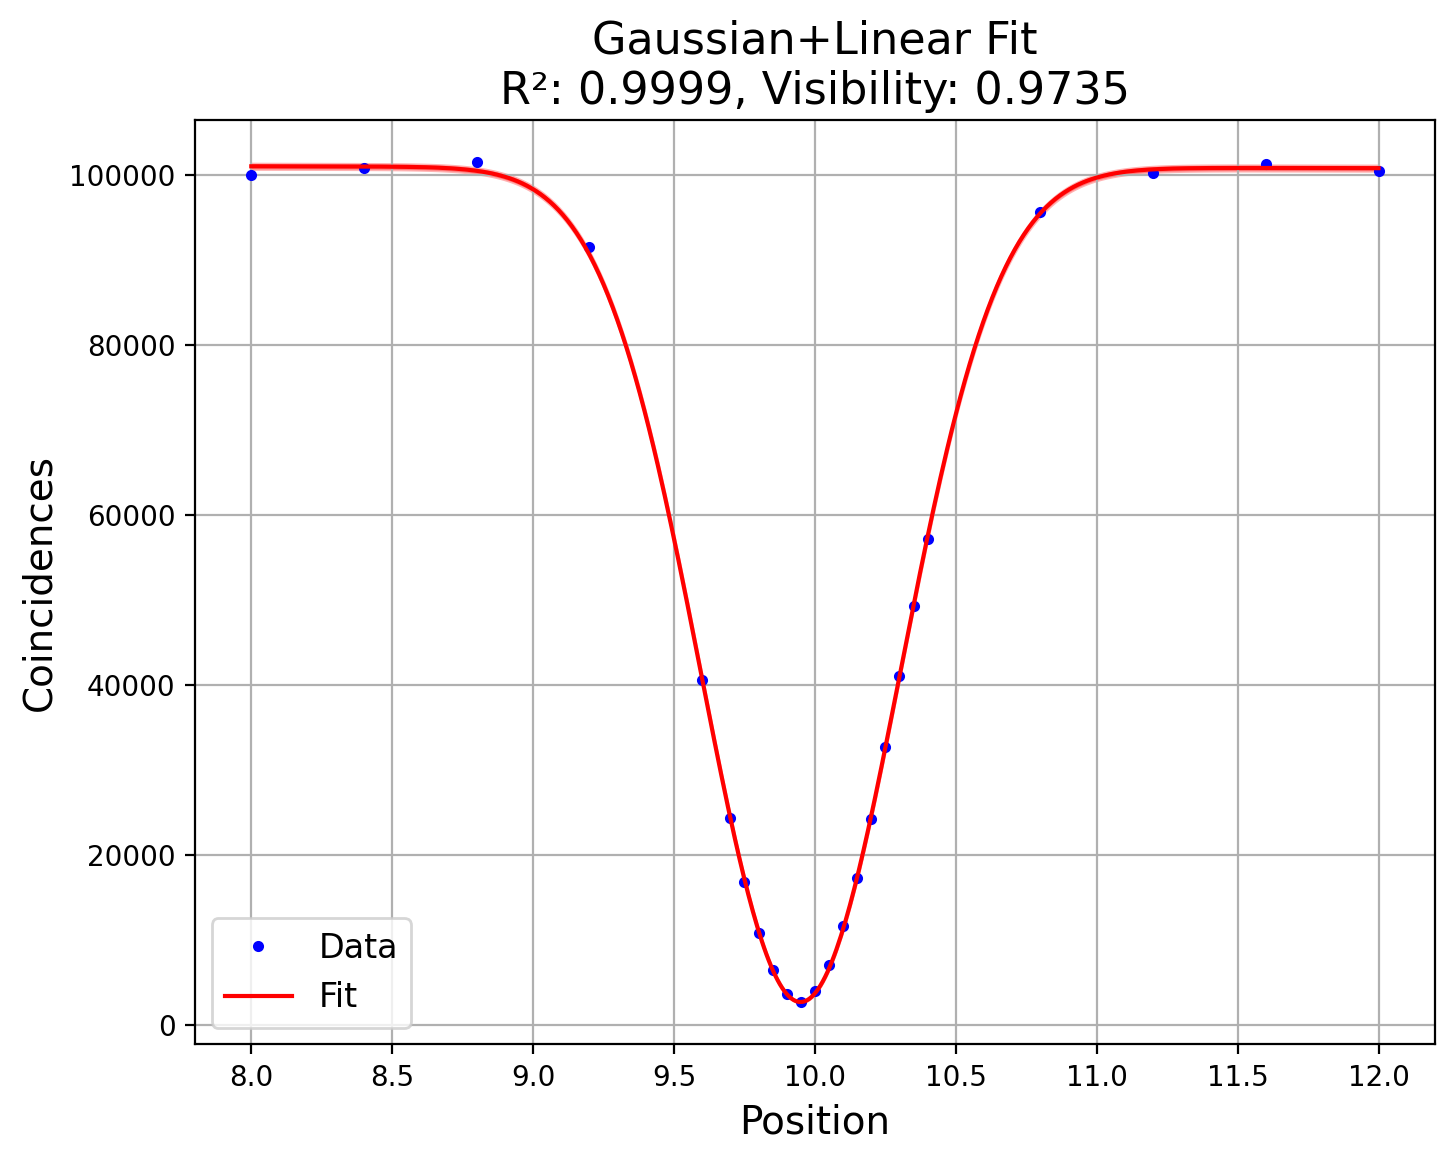 Gaussian+Linear Fit
R²: 0.9999, Visibility: 0.9735
100000
80000
60000
40000
20000
0
Coincidences
Data
Fit
8.0 8.5 9.0 9.5 10.0 10.5 11.0 11.5 12.0
Position